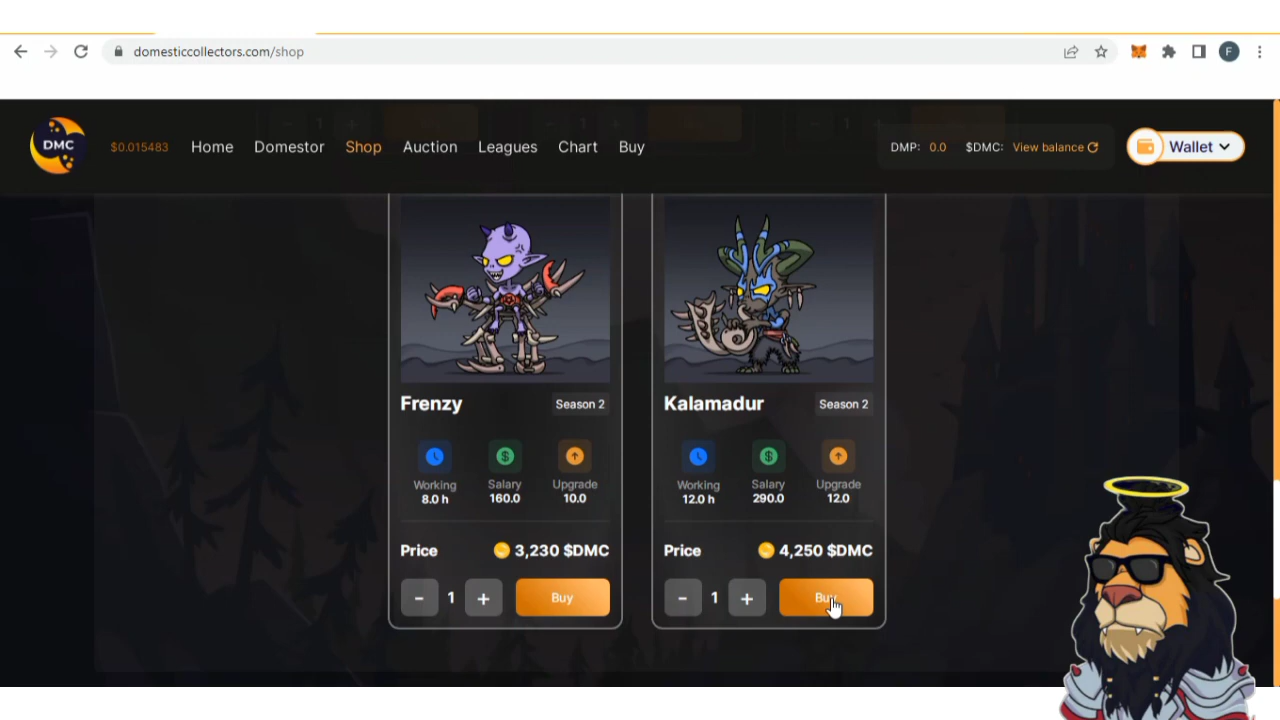 domesticcollectors.com/shop
F
DMC
$0.015483
Home
Domestor
Shop
Auction
Leagues
Chart
Buy
DMP: 0.0
$DMC: View balance
Wallet
Frenzy
Season 2
Working
8.0 h
Salary
160.0
Upgrade
10.0
Price
3,230 $DMC
- 1 +
Buy
Kalamadur
Season 2
Working
12.0 h
Salary
290.0
Upgrade
12.0
Price
4,250 $DMC
- 1 +
Buy